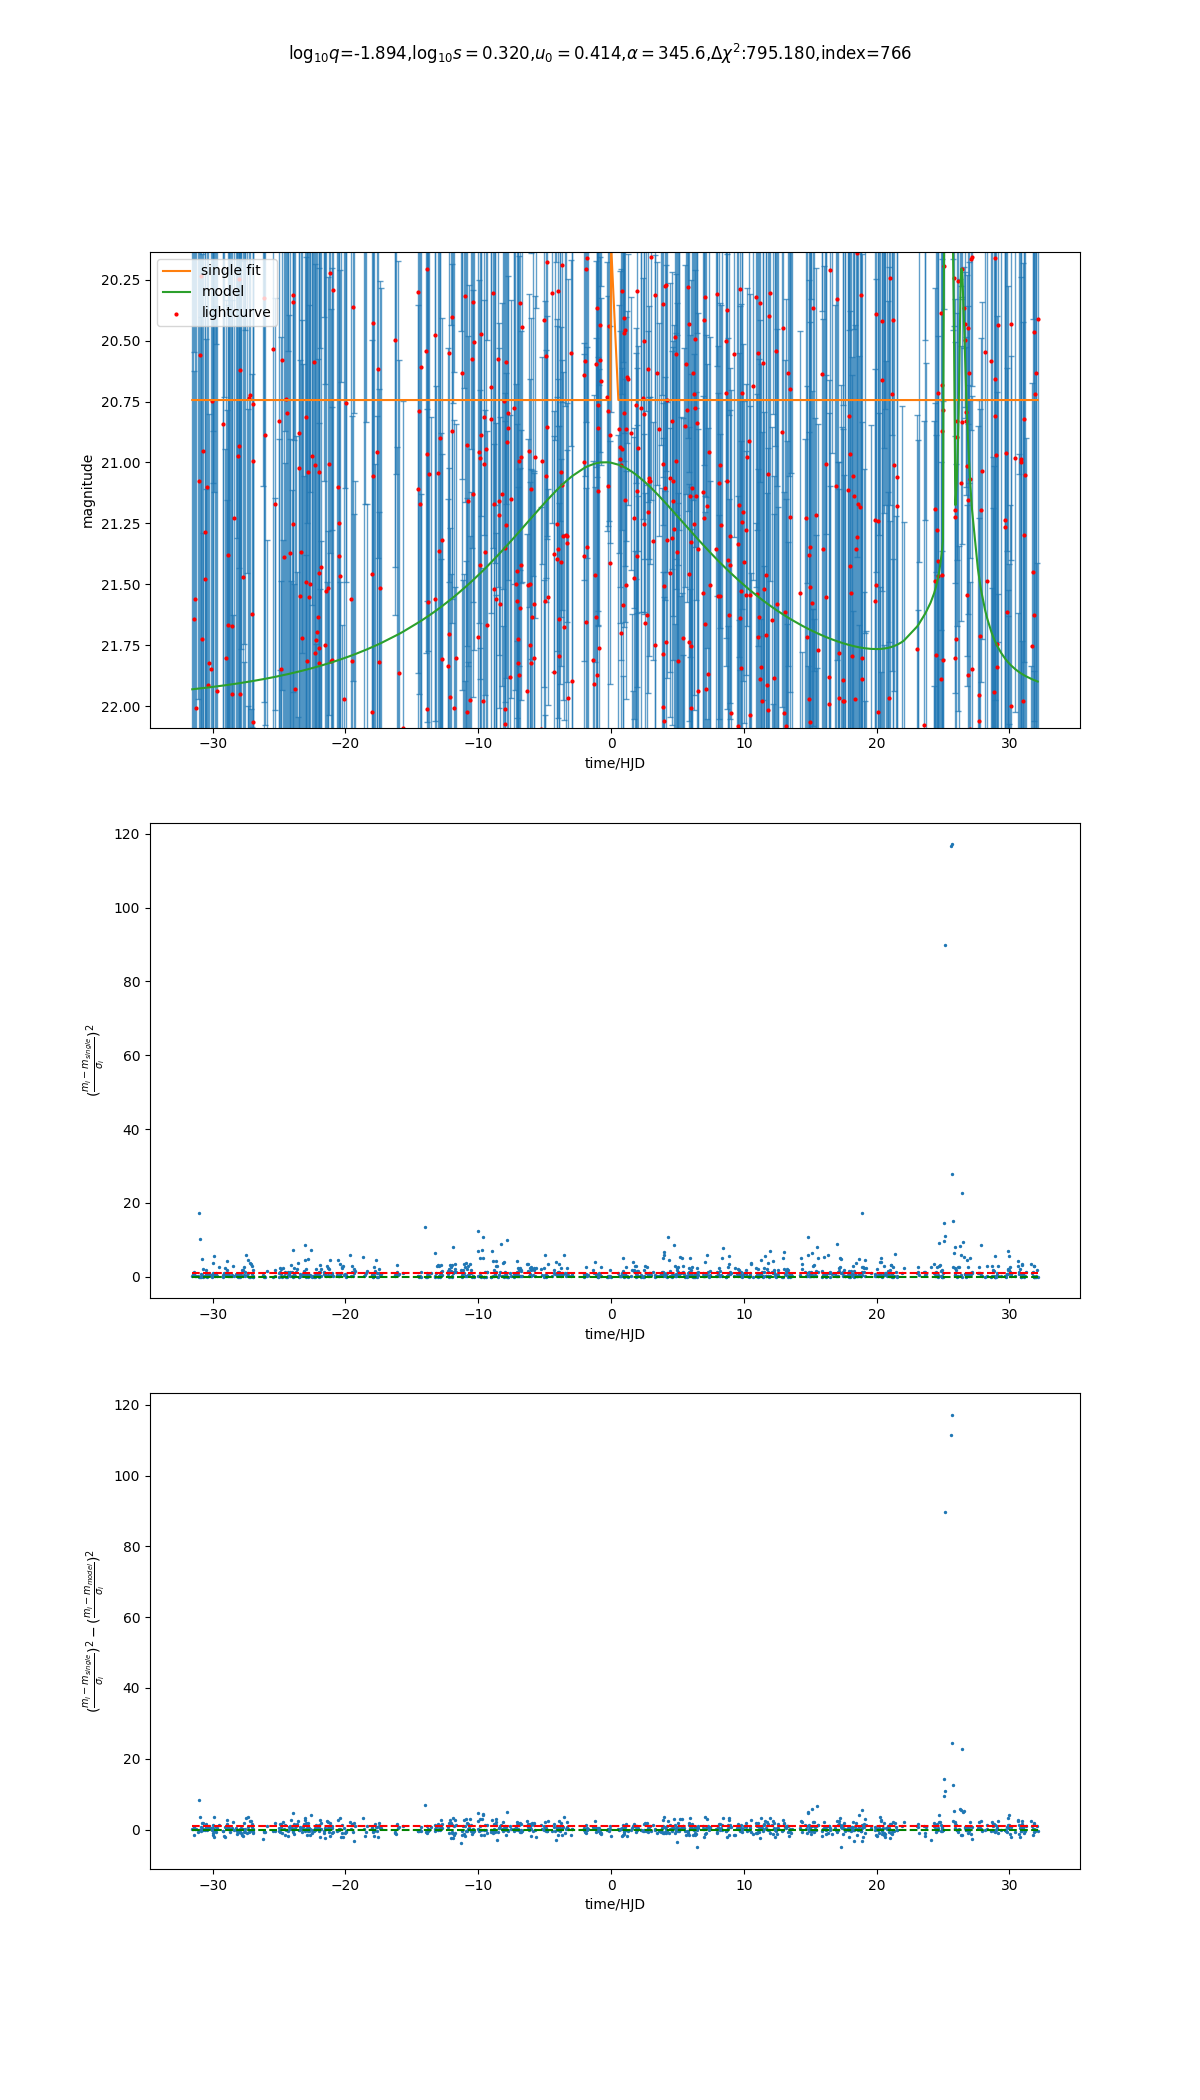 log₁₀q=-1.894,log₁₀s = 0.320,u₀ = 0.414,α = 345.6,Δχ²:795.180,index=766
single fit
model
lightcurve
magnitude
20.25
20.50
20.75
21.00
21.25
21.50
21.75
22.00
−30 −20 −10 0 10 20 30
time/HJD
(mᵢ − m_single / σᵢ)²
120
100
80
60
40
20
0
−30 −20 −10 0 10 20 30
time/HJD
(mᵢ − m_single / σᵢ)² − (mᵢ − m_model / σᵢ)²
120
100
80
60
40
20
0
−30 −20 −10 0 10 20 30
time/HJD